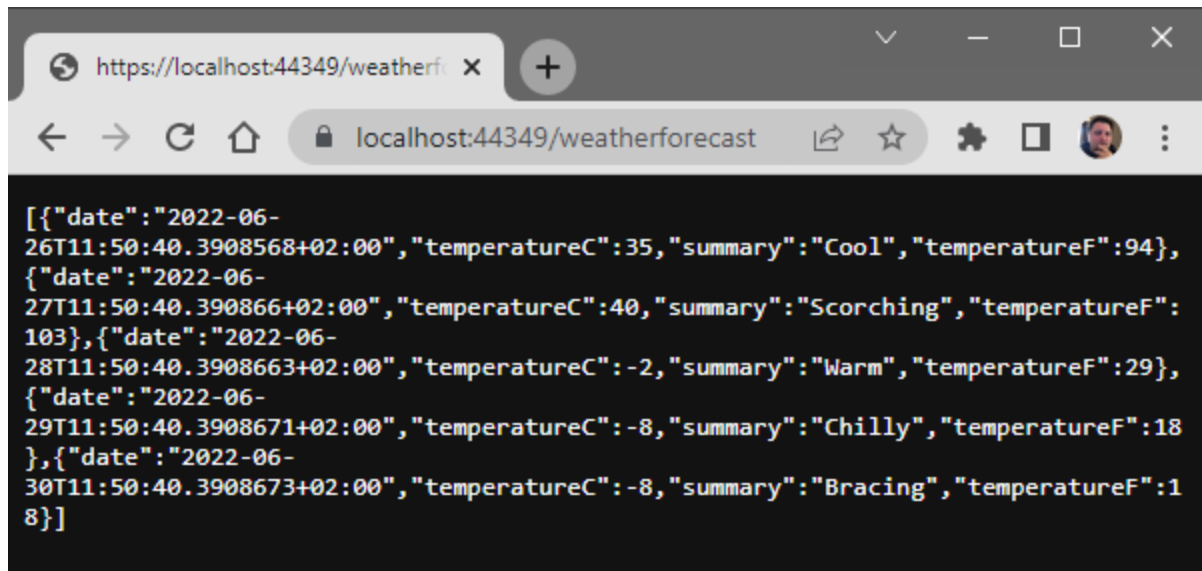 https://localhost:44349/weatherf
localhost:44349/weatherforecast
[{"date":"2022-06-
26T11:50:40.3908568+02:00","temperatureC":35,"summary":"Cool","temperatureF":94},
{"date":"2022-06-
27T11:50:40.390866+02:00","temperatureC":40,"summary":"Scorching","temperatureF":
103},{"date":"2022-06-
28T11:50:40.3908663+02:00","temperatureC":-2,"summary":"Warm","temperatureF":29},
{"date":"2022-06-
29T11:50:40.3908671+02:00","temperatureC":-8,"summary":"Chilly","temperatureF":18
},{"date":"2022-06-
30T11:50:40.3908673+02:00","temperatureC":-8,"summary":"Bracing","temperatureF":1
8}]